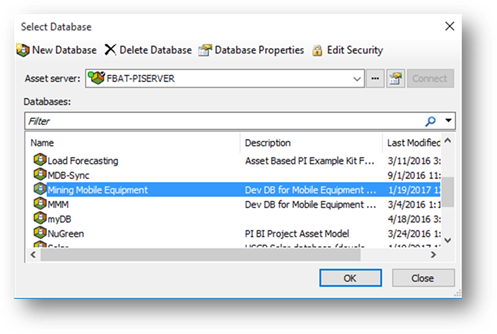 Select Database
New Database Delete Database Database Properties Edit Security
Asset server: FBAT-PISERVER ... Connect
Databases:
Filter
Name Description Last Modified
Load Forecasting Asset Based PI Example Kit F... 3/11/2016 3:
MDB-Sync 9/1/2016 11:
Mining Mobile Equipment Dev DB for Mobile Equipment ... 1/19/2017 1
MMM Dev DB for Mobile Equipment ... 3/4/2016 1:1
myDB 4/18/2016 3:
NuGreen PI BI Project Asset Model 3/24/2016 1:
OK Close